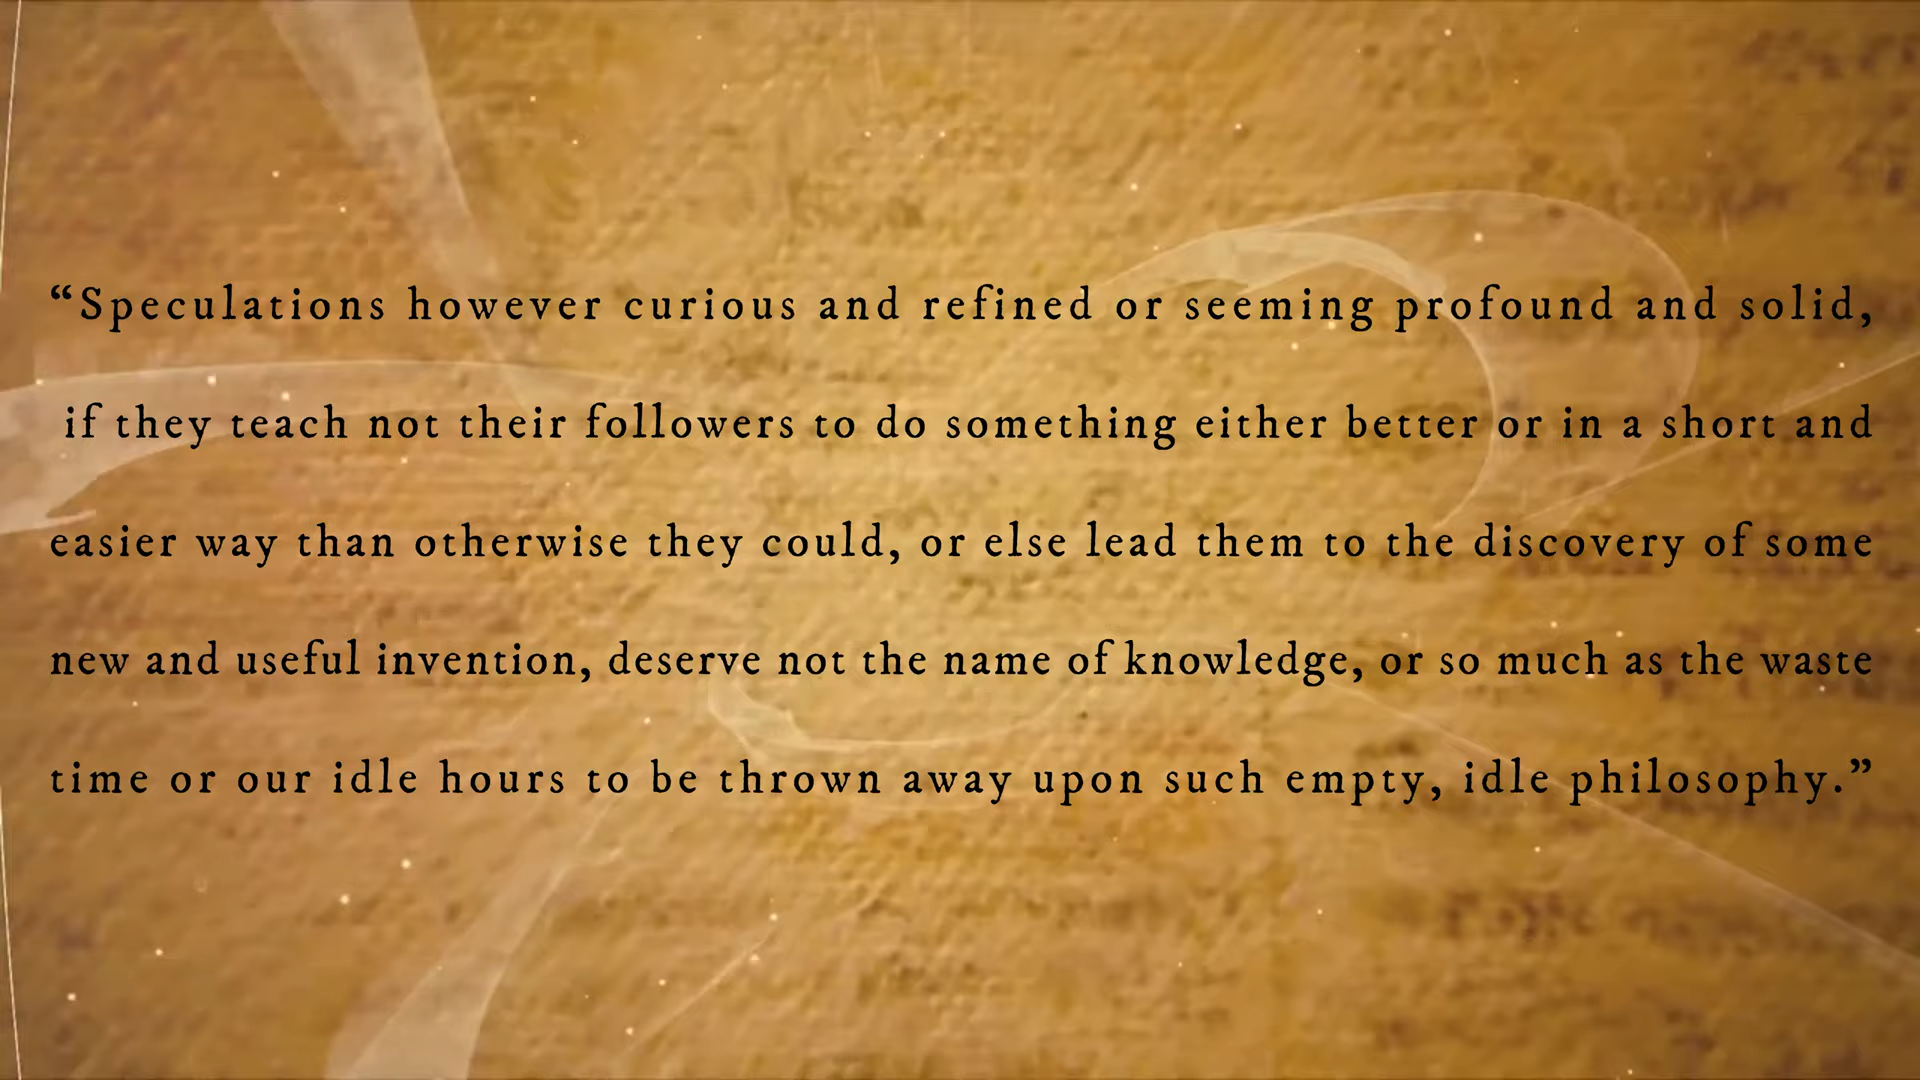 “Speculations however curious and refined or seeming profound and solid,
if they teach not their followers to do something either better or in a short and
easier way than otherwise they could, or else lead them to the discovery of some
new and useful invention, deserve not the name of knowledge, or so much as the waste
time or our idle hours to be thrown away upon such empty, idle philosophy.”